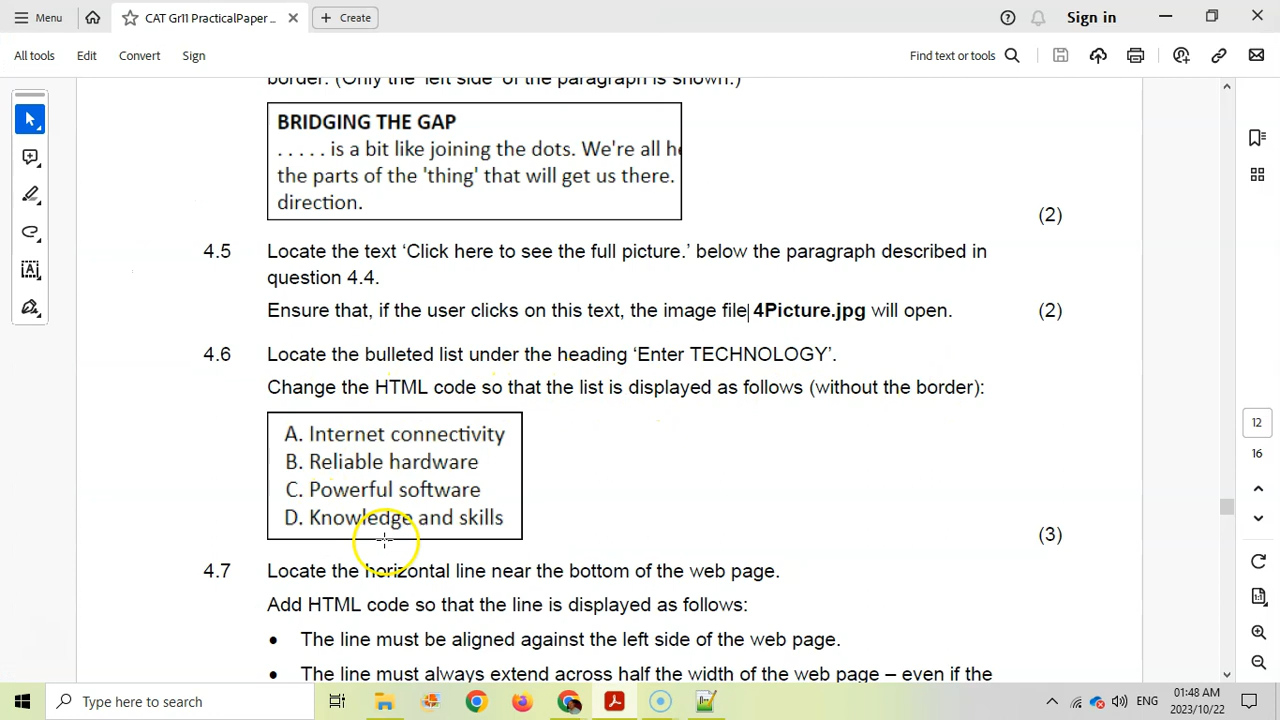 Menu
CAT Gr11 PracticalPaper ...
Create
Sign in
All tools
Edit
Convert
Sign
Find text or tools
border. (Only the 'left side' of the paragraph is shown.)
BRIDGING THE GAP
. . . . . is a bit like joining the dots. We're all he
the parts of the 'thing' that will get us there.
direction.
(2)
4.5 Locate the text ‘Click here to see the full picture.’ below the paragraph described in
question 4.4.
Ensure that, if the user clicks on this text, the image file 4Picture.jpg will open. (2)
4.6 Locate the bulleted list under the heading ‘Enter TECHNOLOGY’.
Change the HTML code so that the list is displayed as follows (without the border):
A. Internet connectivity
B. Reliable hardware
C. Powerful software
D. Knowledge and skills
(3)
4.7 Locate the horizontal line near the bottom of the web page.
Add HTML code so that the line is displayed as follows:
• The line must be aligned against the left side of the web page.
• The line must always extend across half the width of the web page – even if the
12
16
Type here to search
ENG
01:48 AM
2023/10/22